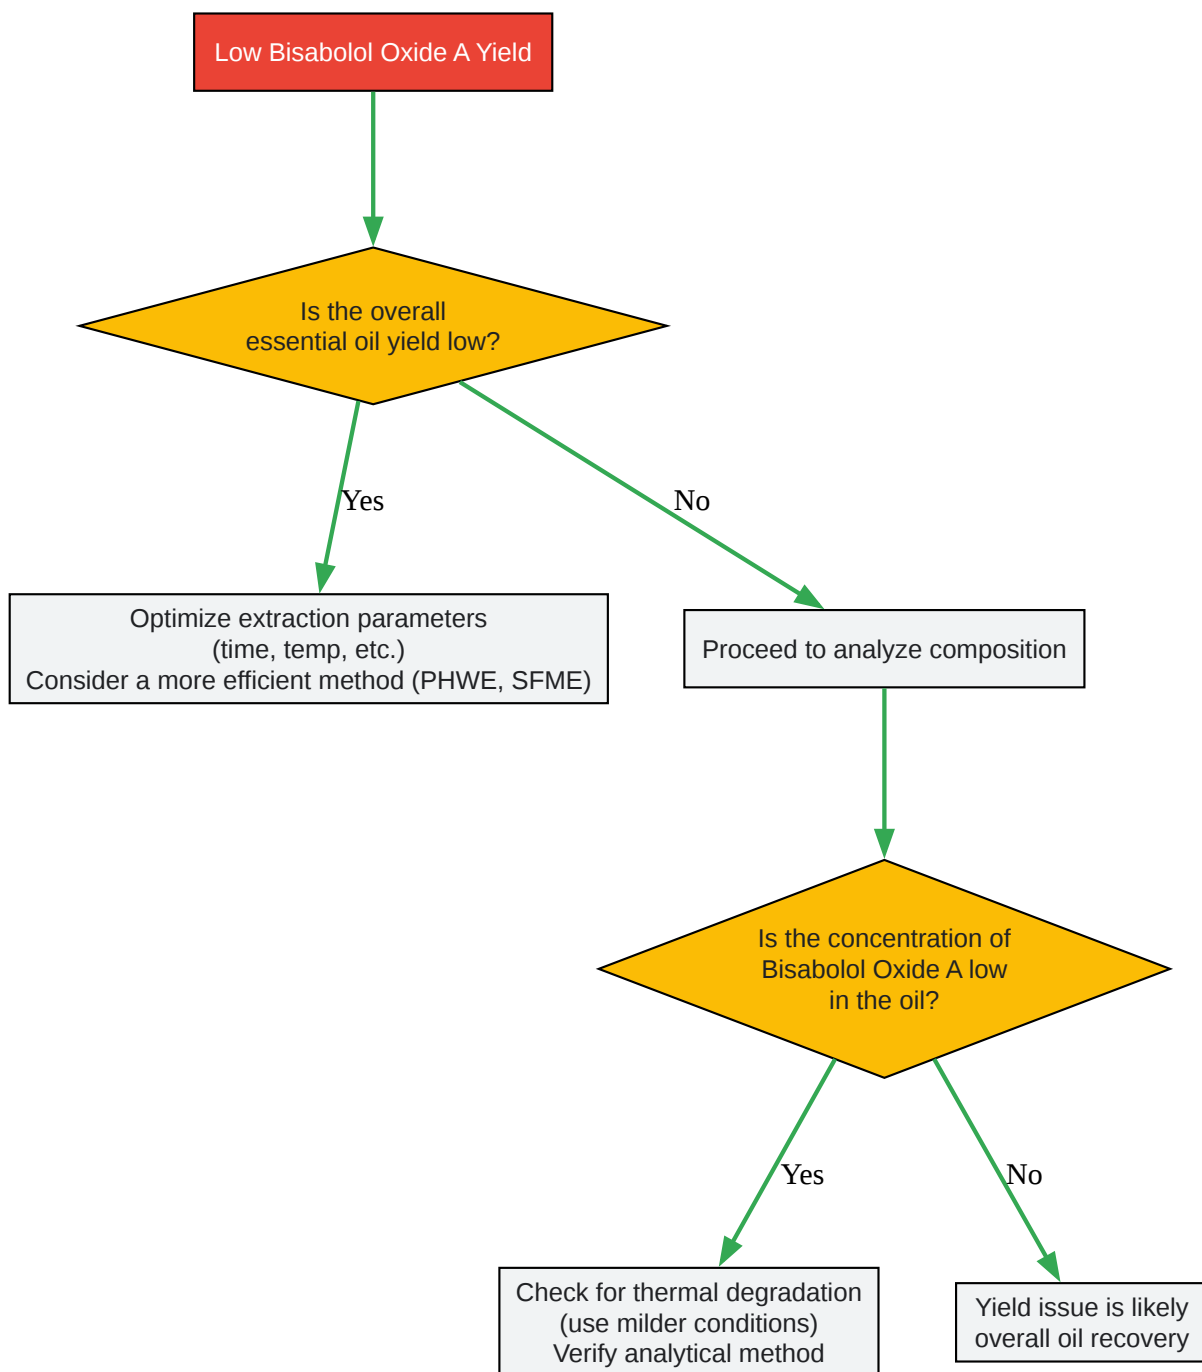 Low Bisabolol Oxide A Yield
Is the overall
essential oil yield low?
Yes
No
Optimize extraction parameters
(time, temp, etc.)
Consider a more efficient method (PHWE, SFME)
Proceed to analyze composition
Is the concentration of
Bisabolol Oxide A low
in the oil?
Yes
No
Check for thermal degradation
(use milder conditions)
Verify analytical method
Yield issue is likely
overall oil recovery